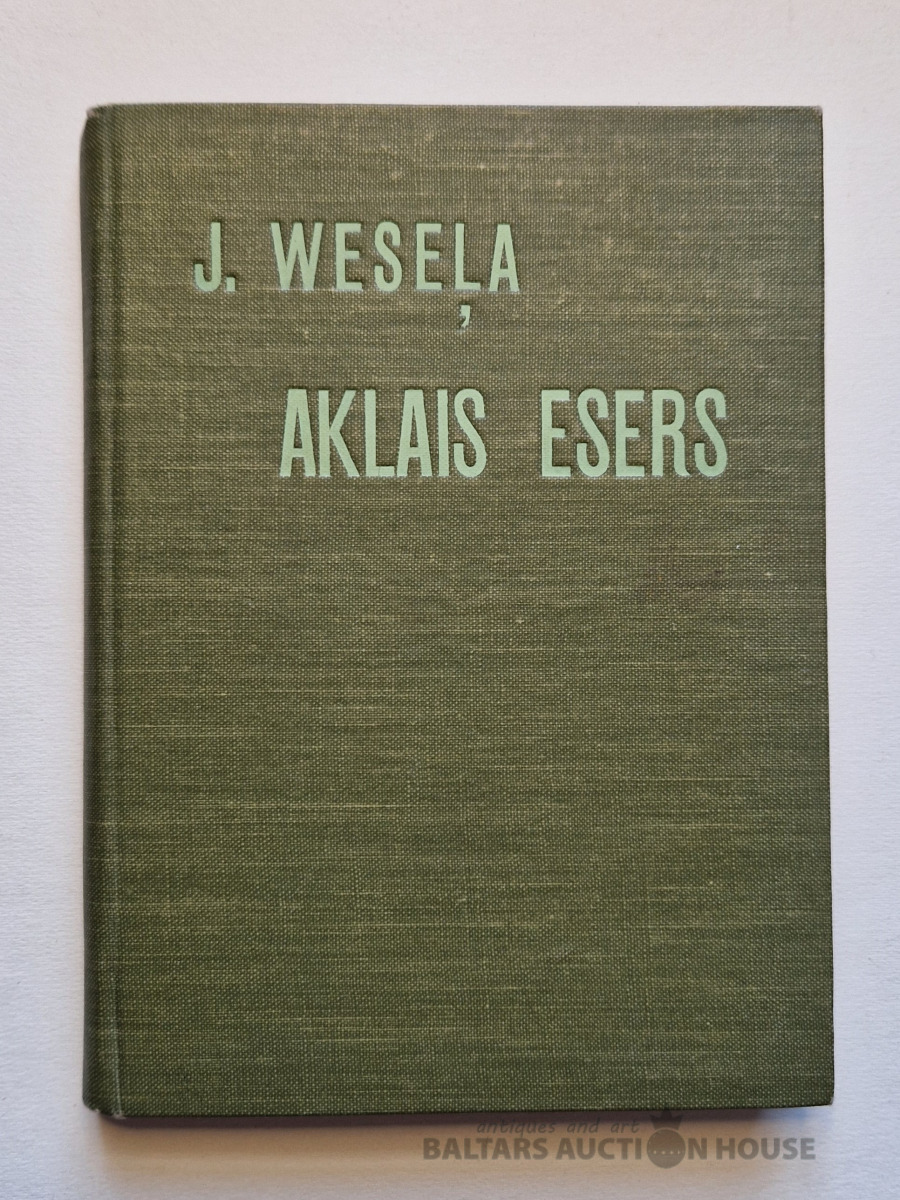 J. WESEĻA
AKLAIS ESERS
antiques and art
BALTARS AUCTION HOUSE